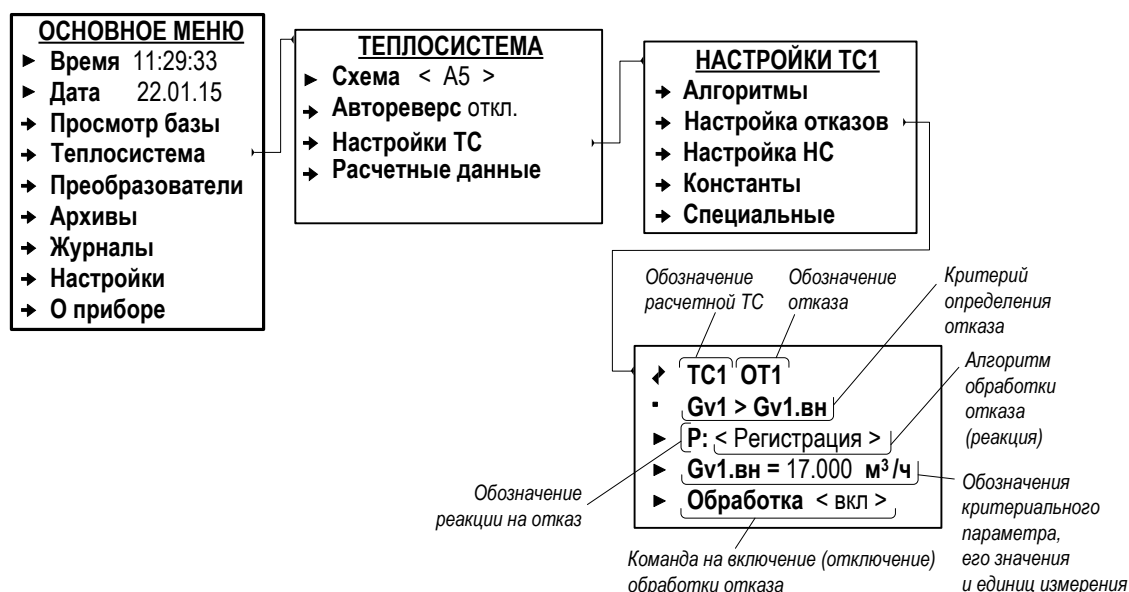 ОСНОВНОЕ МЕНЮ
Время 11:29:33
Дата 22.01.15
Просмотр базы
Теплосистема
Преобразователи
Архивы
Журналы
Настройки
О приборе
ТЕПЛОСИСТЕМА
Схема < А5 >
Автореверс откл.
Настройки ТС
Расчетные данные
НАСТРОЙКИ ТС1
Алгоритмы
Настройка отказов
Настройка НС
Константы
Специальные
Обозначение
расчетной ТС
Обозначение
отказа
Критерий
определения
отказа
ТС1 ОТ1
Gv1 > Gv1.вн
Р: < Регистрация >
Gv1.вн = 17.000 м³/ч
Обработка < вкл >
Алгоритм
обработки
отказа
(реакция)
Обозначение
реакции на отказ
Обозначения
критериального
параметра,
его значения
и единиц измерения
Команда на включение (отключение)
обработки отказа